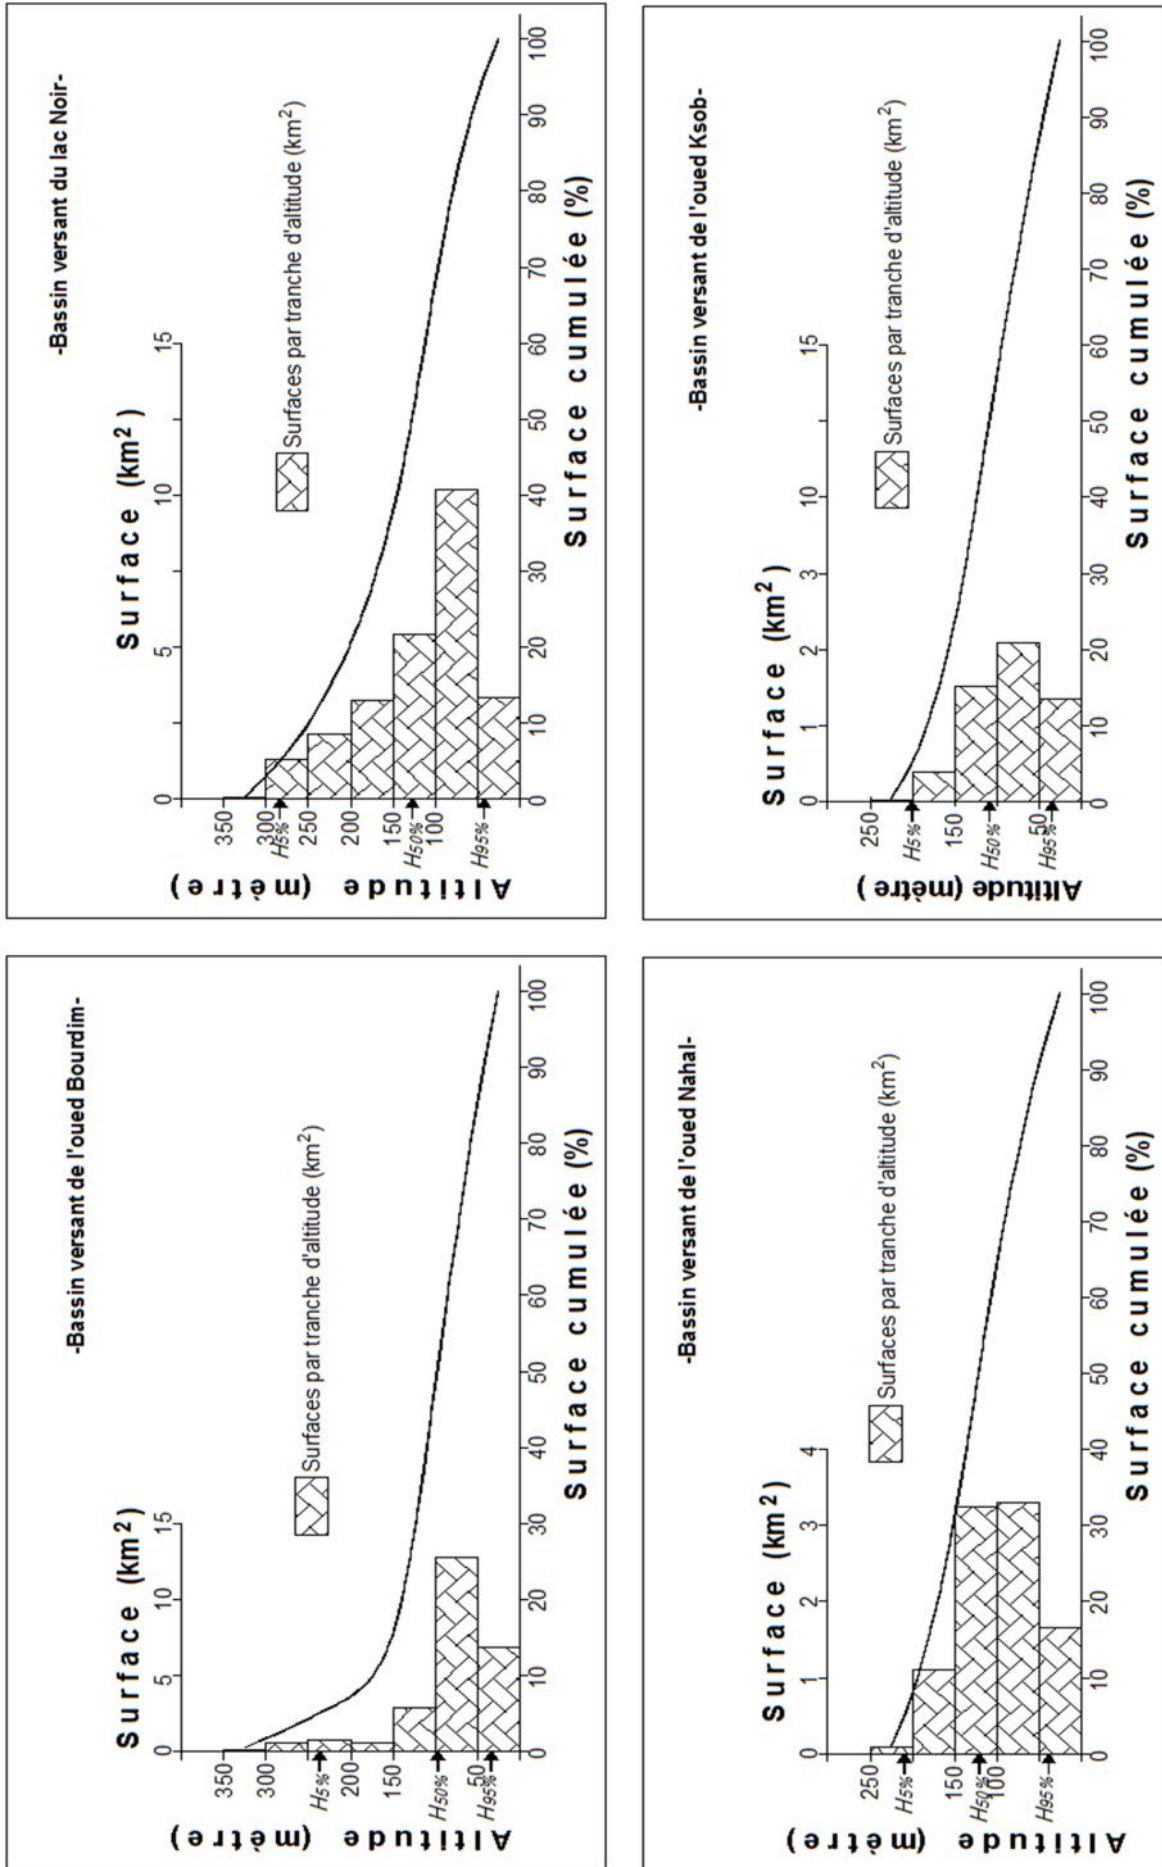 -Bassin versant de l'oued Bourdim-
Surface (km²)
0 5 10 15
Surfaces par tranche d'altitude (km²)
350
300
H5%
200
150
H50%
50
H95%
Altitude (métre)
0 10 20 30 40 50 60 70 80 90 100
Surface cumulée (%)
-Bassin versant du lac Noir-
Surface (km²)
0 5 10 15
Surfaces par tranche d'altitude (km²)
350
300
H5%
250
200
150
H50%
100
H95%
Altitude (métre)
0 10 20 30 40 50 60 70 80 90 100
Surface cumulée (%)
-Bassin versant de l'oued Nahal-
Surface (km²)
0 1 2 3 4
Surfaces par tranche d'altitude (km²)
250
H5%
150
H50%
100
H95%
Altitude (métre)
0 10 20 30 40 50 60 70 80 90 100
Surface cumulée (%)
-Bassin versant de l'oued Ksob-
Surface (km²)
0 1 2 3 10 15
Surfaces par tranche d'altitude (km²)
250
H5%
150
H50%
50
H95%
Altitude (métre)
0 10 20 30 40 50 60 70 80 90 100
Surface cumulée (%)